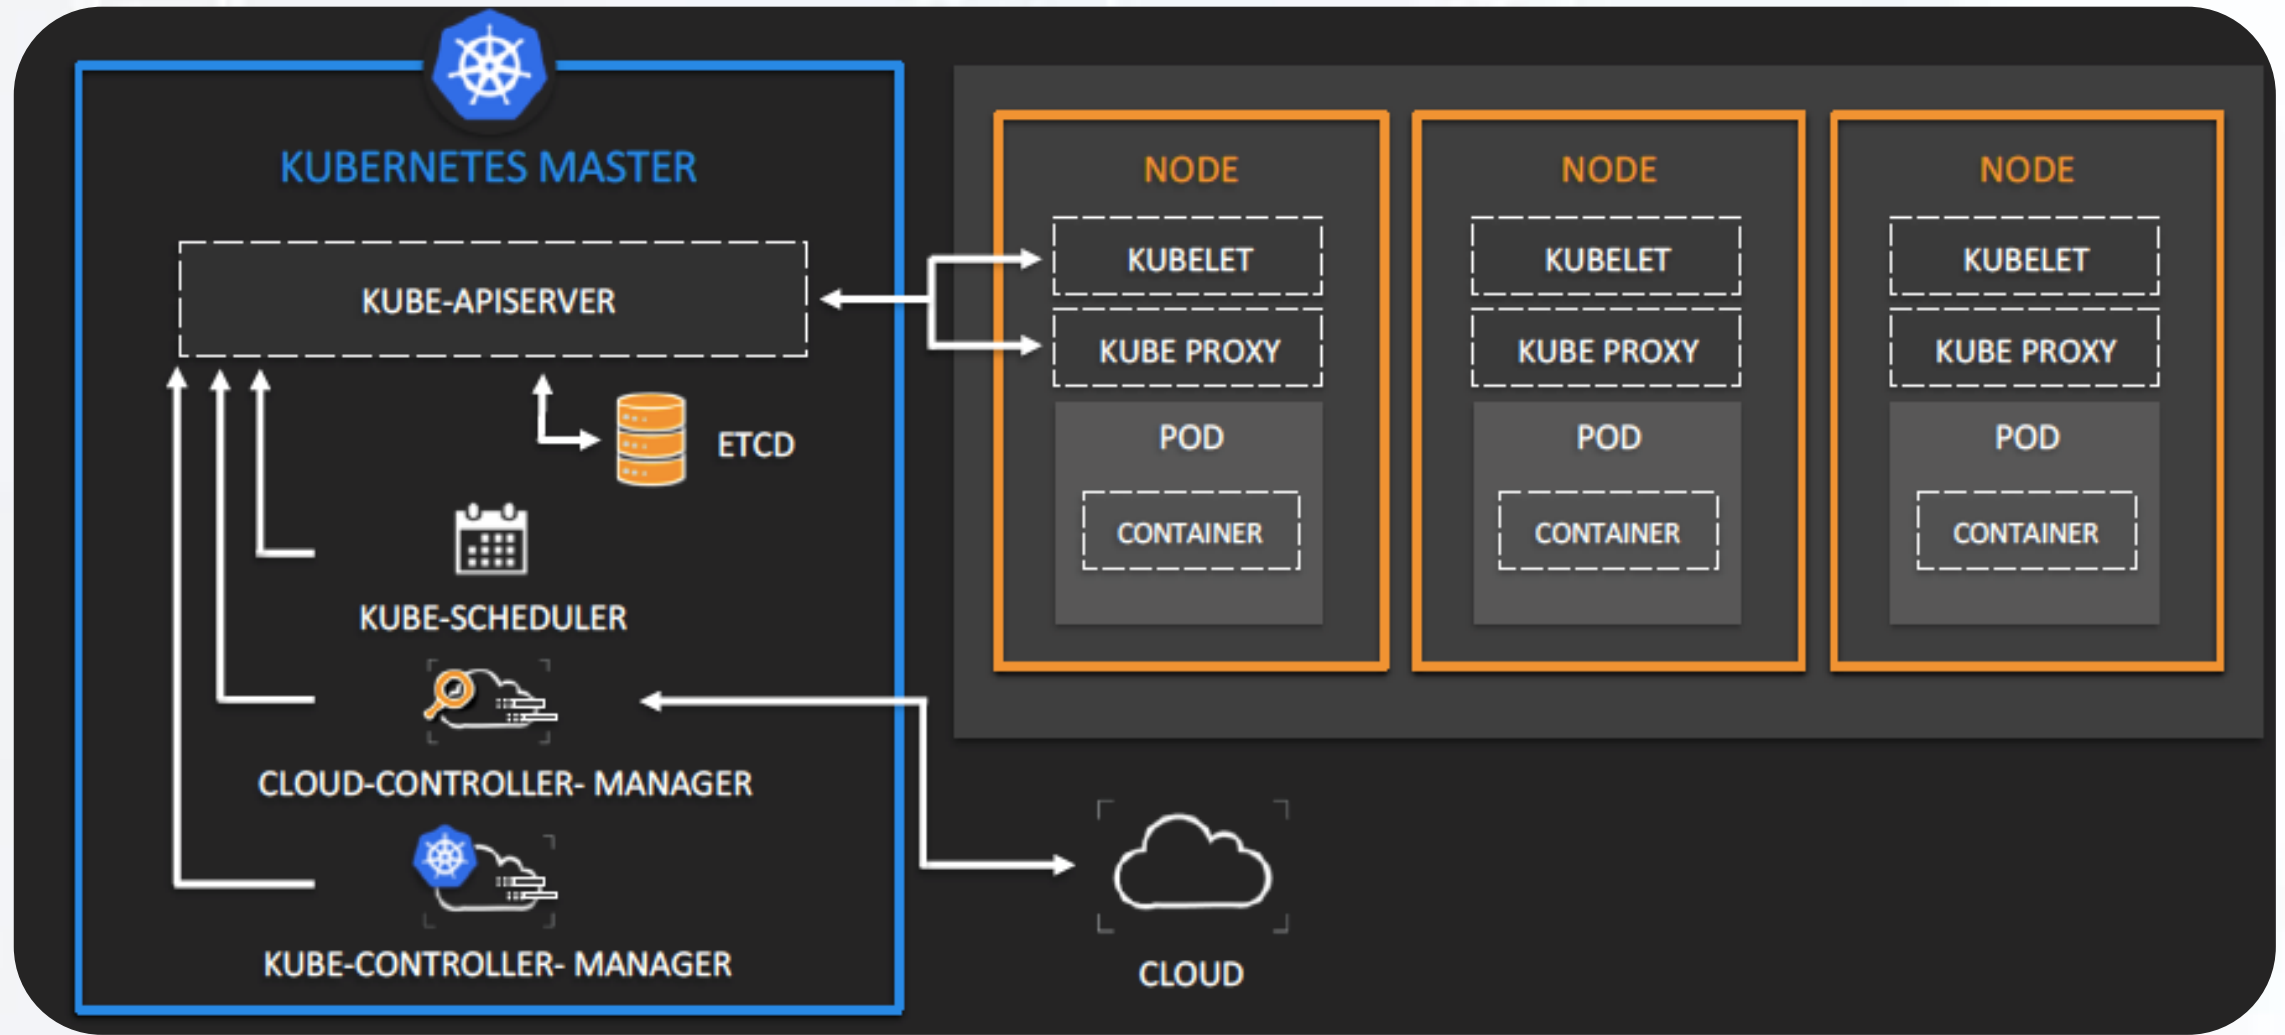 KUBERNETES MASTER
KUBE-APISERVER
ETCD
KUBE-SCHEDULER
CLOUD-CONTROLLER- MANAGER
KUBE-CONTROLLER- MANAGER
NODE
KUBELET
KUBE PROXY
POD
CONTAINER
NODE
KUBELET
KUBE PROXY
POD
CONTAINER
NODE
KUBELET
KUBE PROXY
POD
CONTAINER
CLOUD